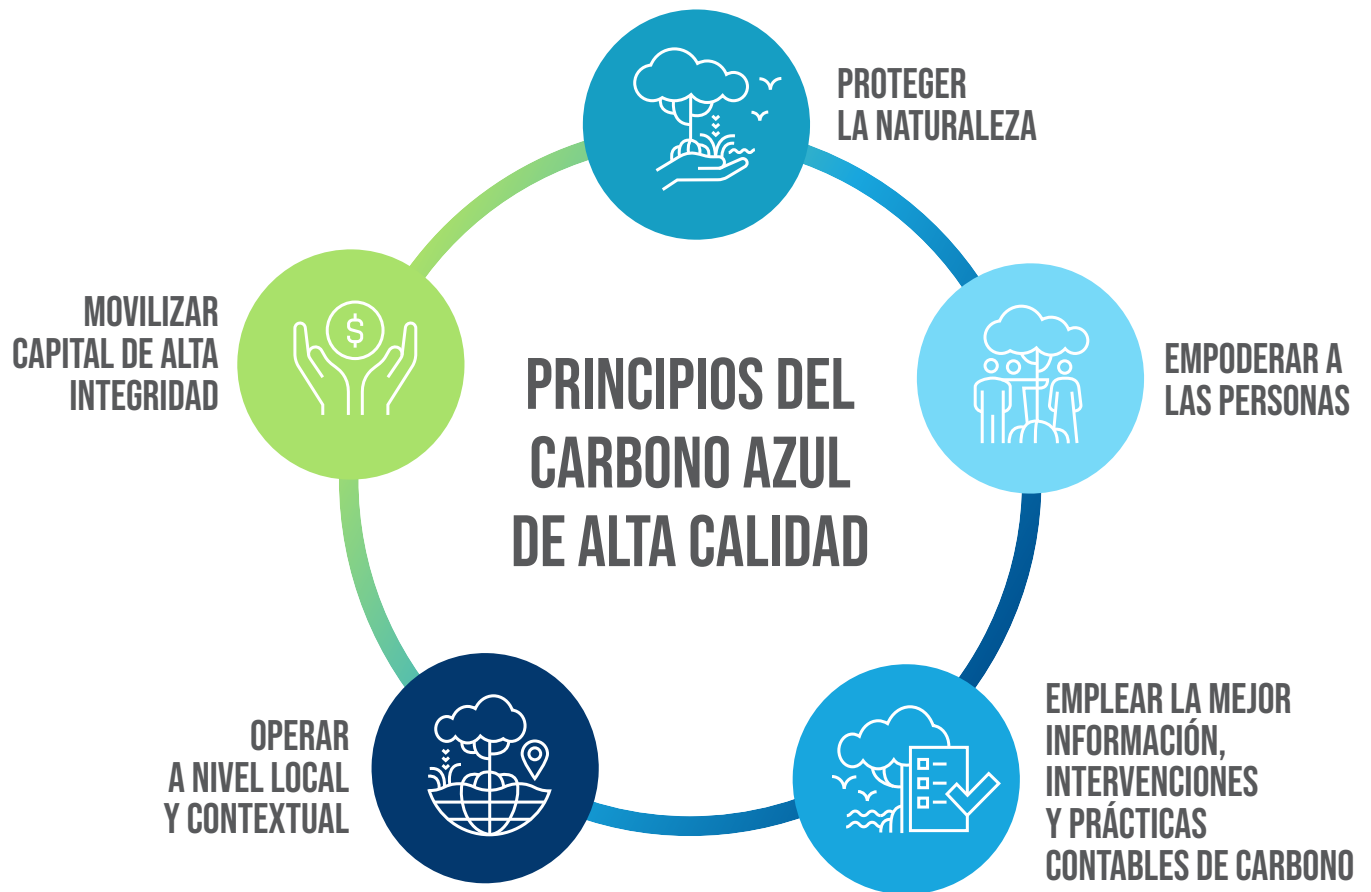 PROTEGER
LA NATURALEZA
EMPODERAR A
LAS PERSONAS
EMPLEAR LA MEJOR
INFORMACIÓN,
INTERVENCIONES
Y PRÁCTICAS
CONTABLES DE CARBONO
OPERAR
A NIVEL LOCAL
Y CONTEXTUAL
MOVILIZAR
CAPITAL DE ALTA
INTEGRIDAD
$
PRINCIPIOS DEL
CARBONO AZUL
DE ALTA CALIDAD